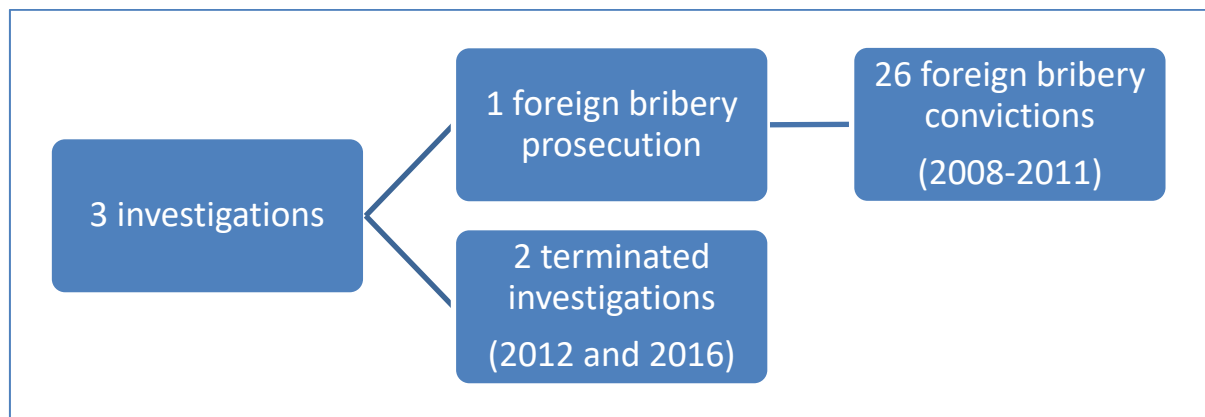 3 investigations
1 foreign bribery
prosecution
26 foreign bribery
convictions
(2008-2011)
2 terminated
investigations
(2012 and 2016)